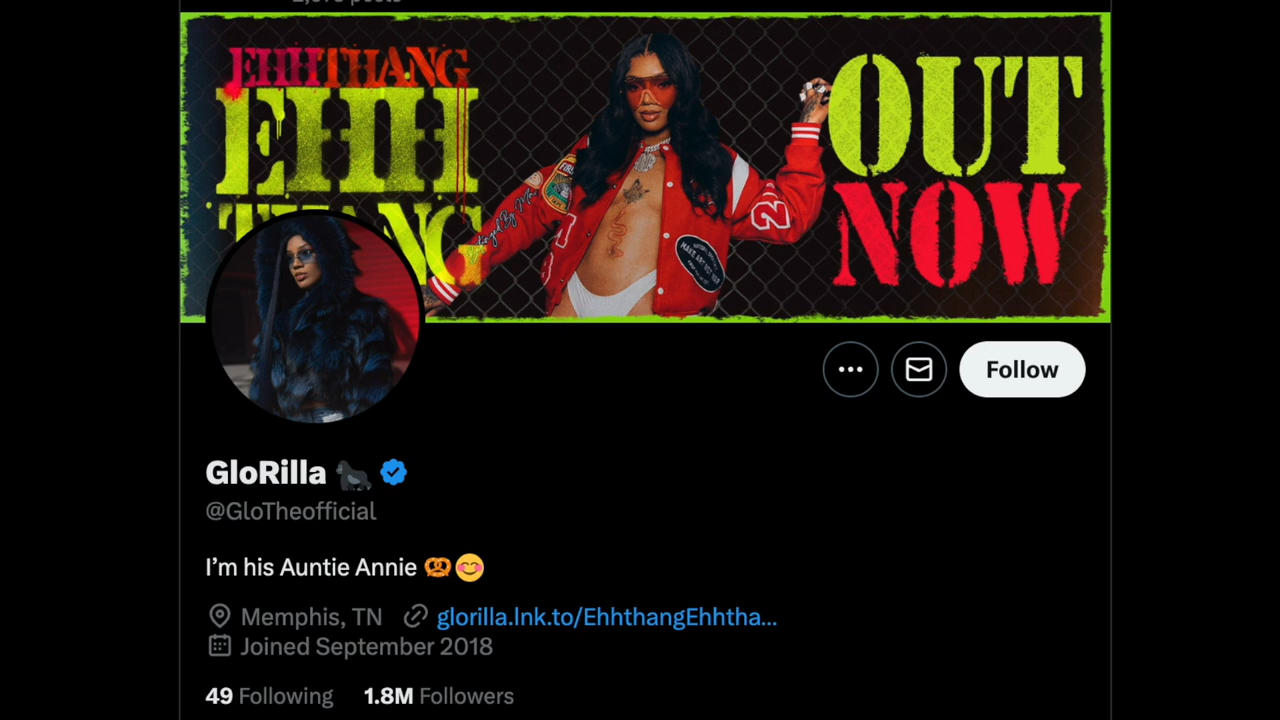 EHHTHANG
EHH
THANG
OUT
NOW
Follow
GloRilla 🦍
@GloTheofficial
I'm his Auntie Annie 🥨😊
Memphis, TN glorilla.lnk.to/EhhthangEhhtha...
Joined September 2018
49 Following 1.8M Followers